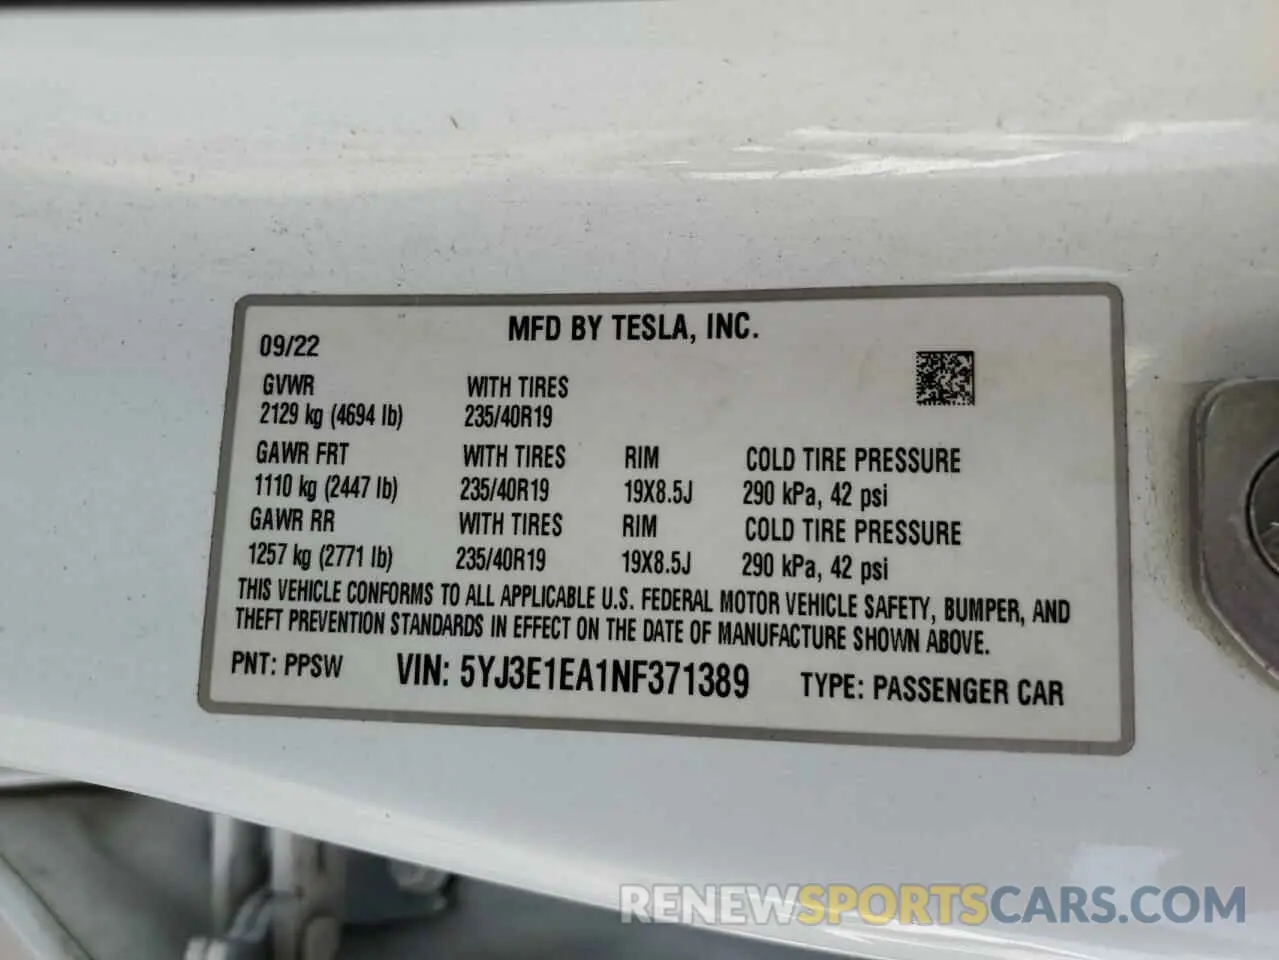 MFD BY TESLA, INC.
09/22
GVWR WITH TIRES
2129 kg (4694 lb) 235/40R19
GAWR FRT WITH TIRES RIM COLD TIRE PRESSURE
1110 kg (2447 lb) 235/40R19 19X8.5J 290 kPa, 42 psi
GAWR RR WITH TIRES RIM COLD TIRE PRESSURE
1257 kg (2771 lb) 235/40R19 19X8.5J 290 kPa, 42 psi
THIS VEHICLE CONFORMS TO ALL APPLICABLE U.S. FEDERAL MOTOR VEHICLE SAFETY, BUMPER, AND
THEFT PREVENTION STANDARDS IN EFFECT ON THE DATE OF MANUFACTURE SHOWN ABOVE.
PNT: PPSW VIN: 5YJ3E1EA1NF371389 TYPE: PASSENGER CAR
RENEWSPORTSCARS.COM